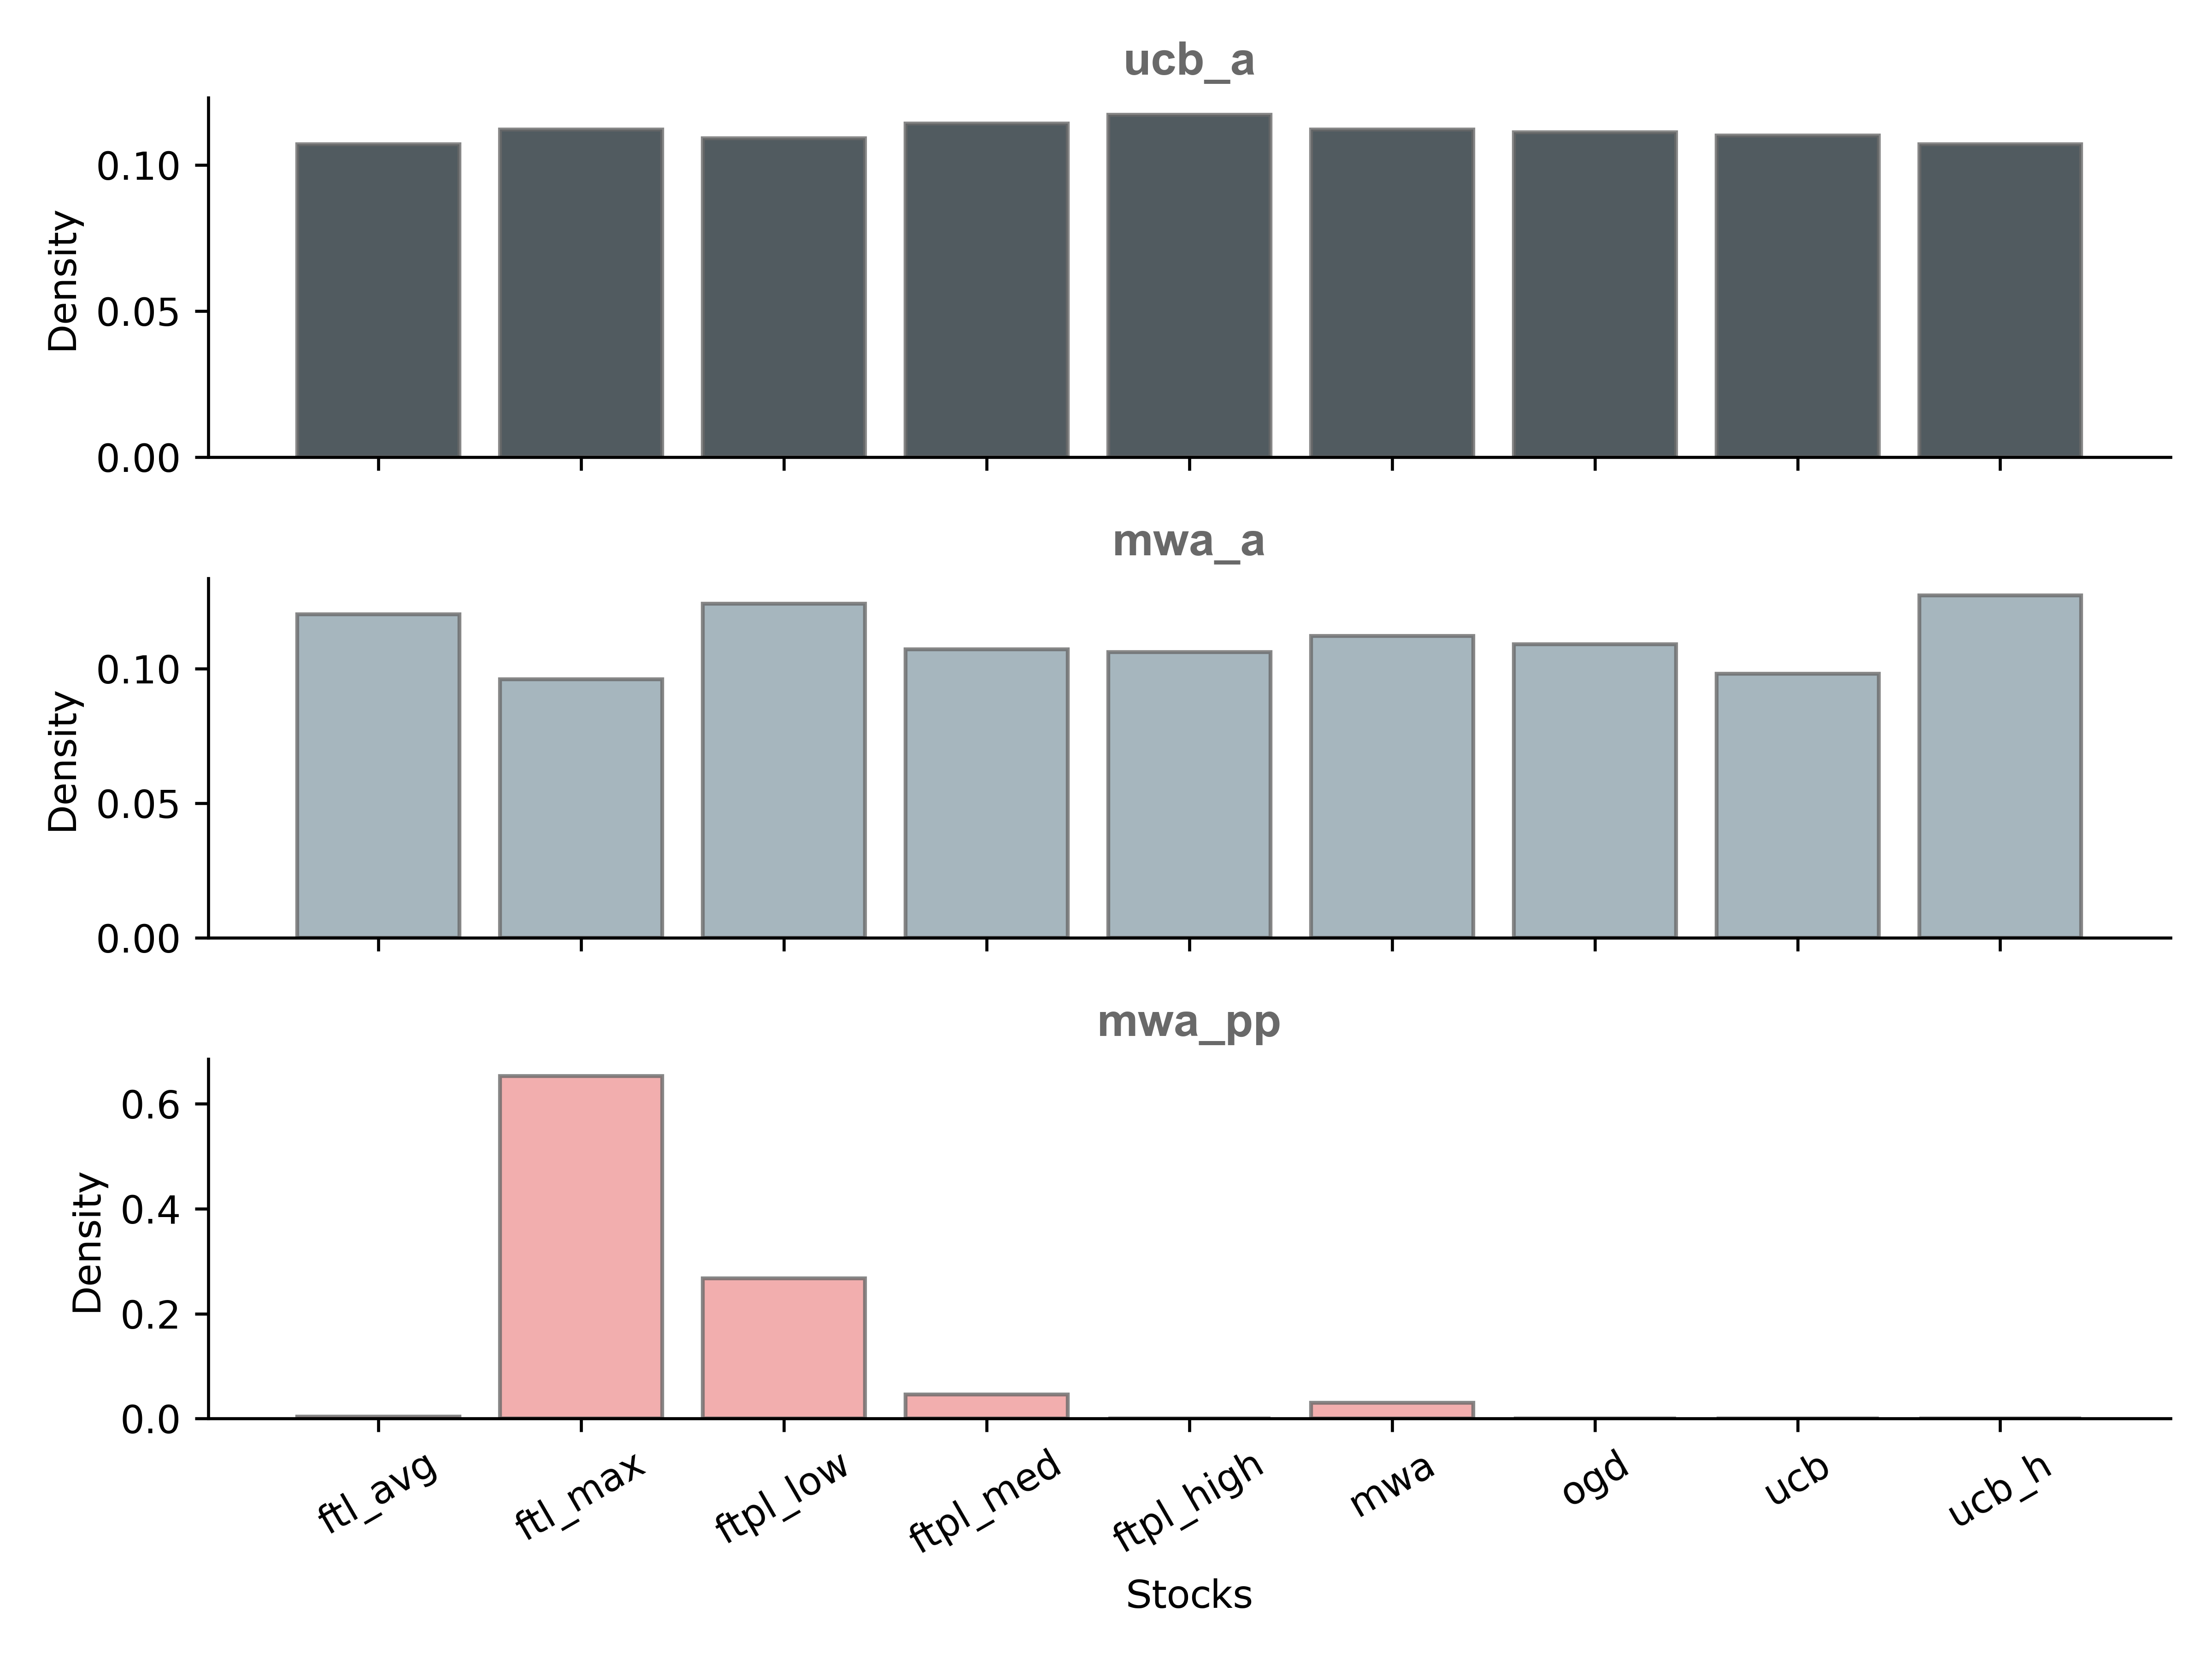 ucb_a
Density
0.10
0.05
0.00
mwa_a
Density
0.10
0.05
0.00
mwa_pp
Density
0.6
0.4
0.2
0.0
ftl_avg
ftl_max
ftpl_low
ftpl_med
ftpl_high
mwa
ogd
ucb
ucb_h
Stocks